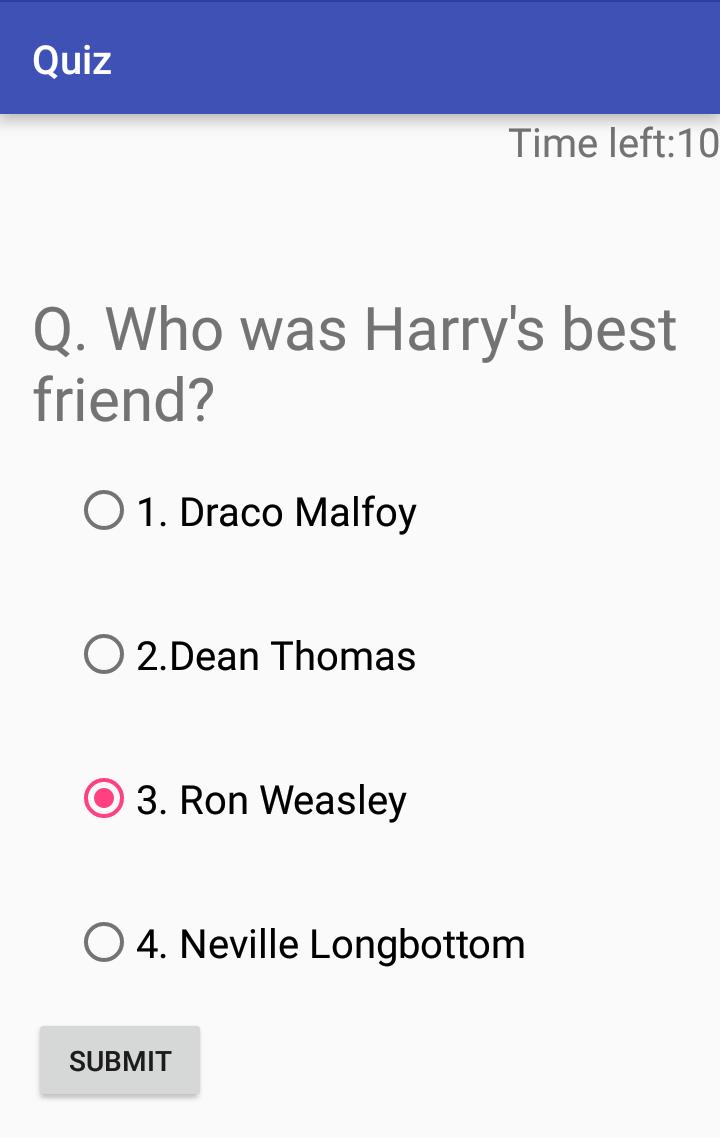 Quiz
Time left:10
Q. Who was Harry's best
friend?
1. Draco Malfoy
2.Dean Thomas
3. Ron Weasley
4. Neville Longbottom
SUBMIT